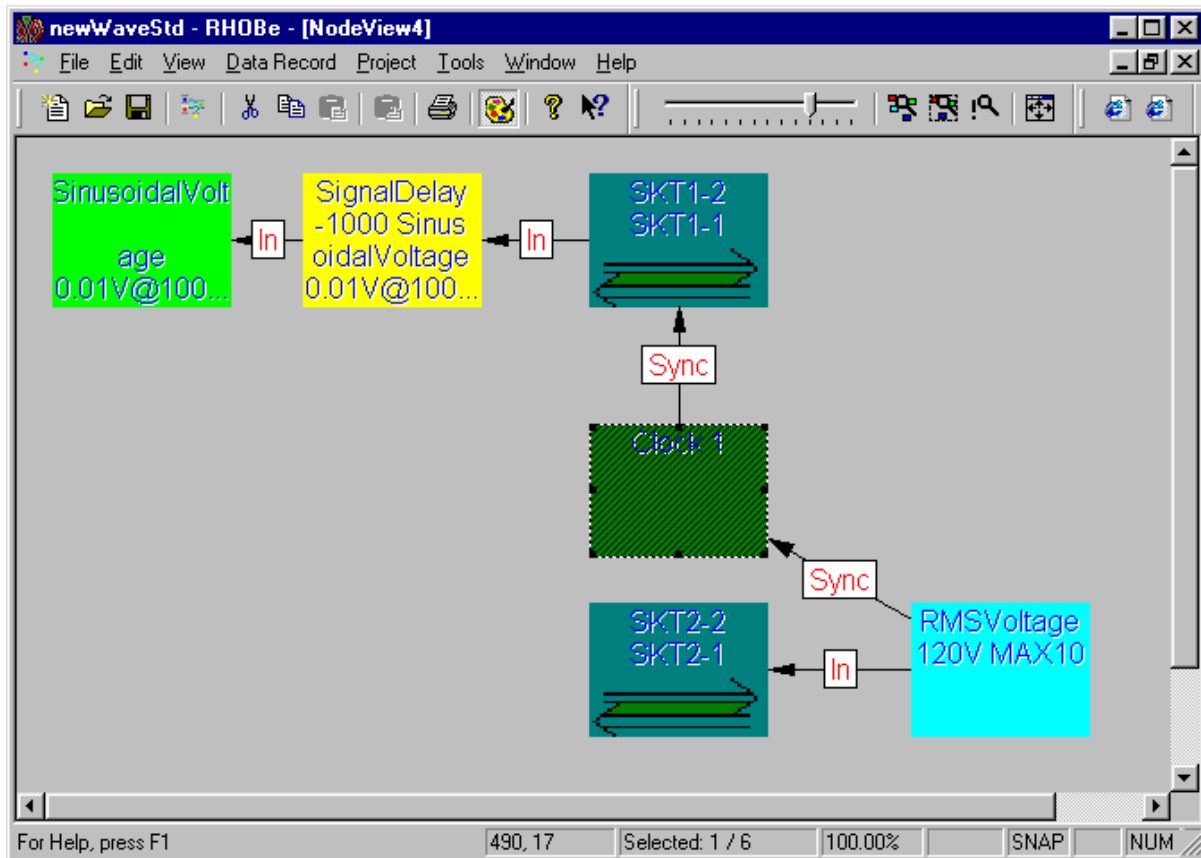 newWaveStd - RHOBe - [NodeView4]
File Edit View Data Record Project Tools Window Help
SinusoidalVolt
age
0.01V@100...
In
SignalDelay
-1000 Sinus
oidalVoltage
0.01V@100...
In
SKT1-2
SKT1-1
Sync
Clock 1
Sync
SKT2-2
SKT2-1
In
RMSVoltage
120V MAX10
For Help, press F1 490, 17 Selected: 1 / 6 100.00% SNAP NUM